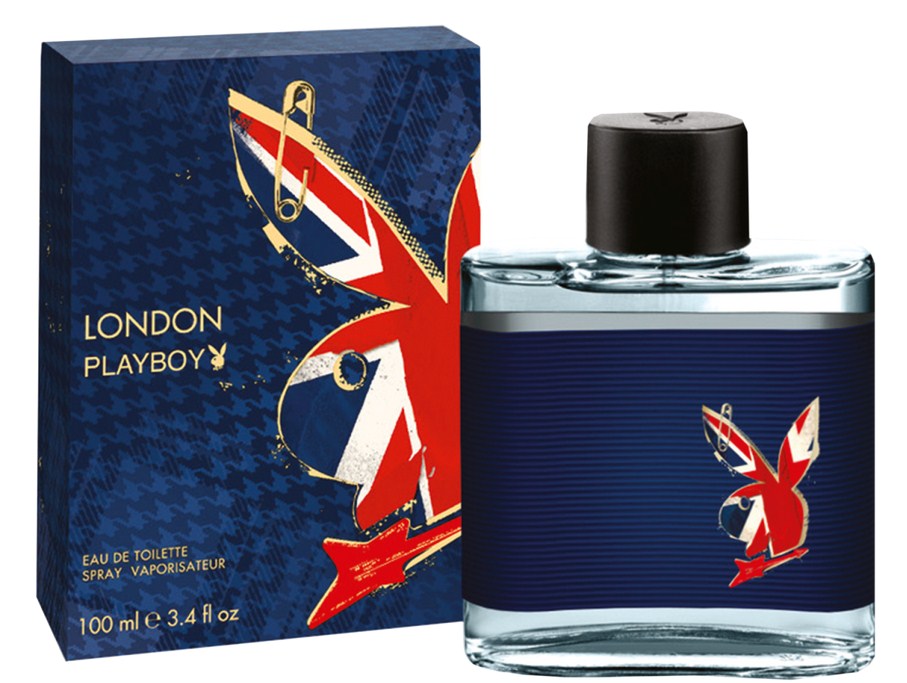 LONDON
PLAYBOY
EAU DE TOILETTE
SPRAY VAPORISATEUR
100 ml ℮ 3.4 fl oz